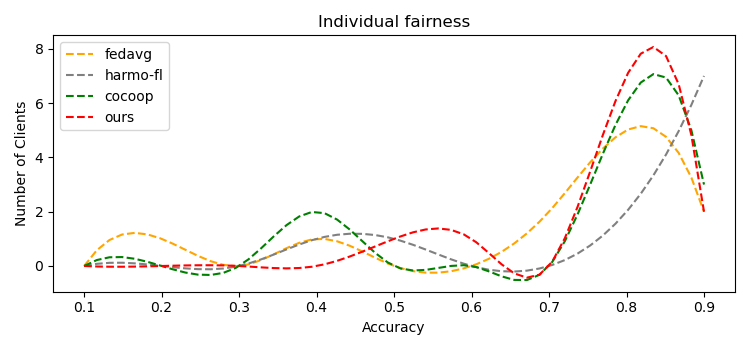 Individual fairness
fedavg
harmo-fl
cocoop
ours
Number of Clients
8
6
4
2
0
0.1 0.2 0.3 0.4 0.5 0.6 0.7 0.8 0.9
Accuracy